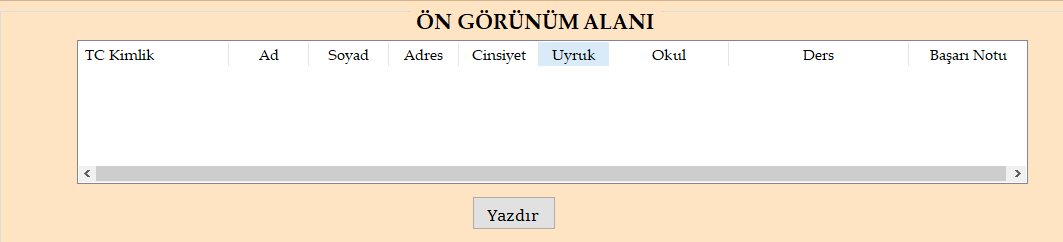 ÖN GÖRÜNÜM ALANI
TC Kimlik Ad Soyad Adres Cinsiyet Uyruk Okul Ders Başarı Notu
Yazdır